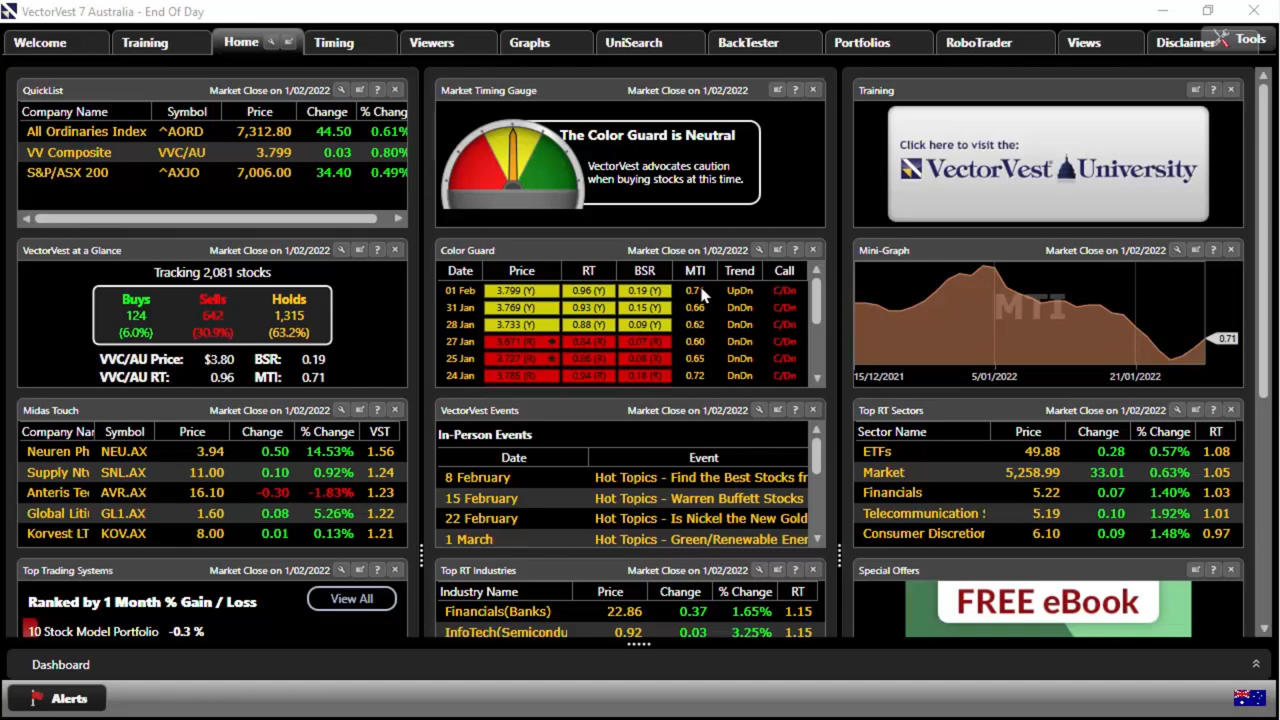 VectorVest 7 Australia - End Of Day
Welcome Training Home Timing Viewers Graphs UniSearch BackTester Portfolios RoboTrader Views Disclaimer Tools
QuickList Market Close on 1/02/2022
Company Name Symbol Price Change % Chang
All Ordinaries Index ^AORD 7,312.80 44.50 0.61%
VV Composite VVC/AU 3.799 0.03 0.80%
S&P/ASX 200 ^AXJO 7,006.00 34.40 0.49%
Market Timing Gauge Market Close on 1/02/2022
The Color Guard is Neutral
VectorVest advocates caution
when buying stocks at this time.
Training
Click here to visit the:
VectorVest University
VectorVest at a Glance Market Close on 1/02/2022
Tracking 2,081 stocks
Buys Sells Holds
124 642 1,315
(6.0%) (30.9%) (63.2%)
VVC/AU Price: $3.80 BSR: 0.19
VVC/AU RT: 0.96 MTI: 0.71
Color Guard Market Close on 1/02/2022
Date Price RT BSR MTI Trend Call
01 Feb 3.799 (Y) 0.96 (Y) 0.19 (Y) 0.71 UpDn C/Dn
31 Jan 3.769 (Y) 0.93 (Y) 0.15 (Y) 0.66 DnDn C/Dn
28 Jan 3.733 (Y) 0.88 (Y) 0.09 (Y) 0.62 DnDn C/Dn
27 Jan 3.671 (R) 0.84 (R) 0.07 (R) 0.60 DnDn C/Dn
25 Jan 3.727 (R) 0.86 (R) 0.08 (R) 0.65 DnDn C/Dn
24 Jan 3.785 (R) 0.94 (R) 0.18 (R) 0.72 DnDn C/Dn
Mini-Graph Market Close on 1/02/2022
MTI
0.71
15/12/2021 5/01/2022 21/01/2022
Midas Touch Market Close on 1/02/2022
Company Nar Symbol Price Change % Change VST
Neuren Ph NEU.AX 3.94 0.50 14.53% 1.56
Supply Ntw SNL.AX 11.00 0.10 0.92% 1.24
Anteris Te AVR.AX 16.10 -0.30 -1.83% 1.23
Global Liti GL1.AX 1.60 0.08 5.26% 1.22
Korvest LT KOV.AX 8.00 0.01 0.13% 1.21
VectorVest Events Market Close on 1/02/2022
In-Person Events
Date Event
8 February Hot Topics - Find the Best Stocks fr
15 February Hot Topics - Warren Buffett Stocks
22 February Hot Topics - Is Nickel the New Gold
1 March Hot Topics - Green/Renewable Ener
Top RT Sectors Market Close on 1/02/2022
Sector Name Price Change % Change RT
ETFs 49.88 0.28 0.57% 1.08
Market 5,258.99 33.01 0.63% 1.05
Financials 5.22 0.07 1.40% 1.03
Telecommunication S 5.19 0.10 1.92% 1.01
Consumer Discretior 6.10 0.09 1.48% 0.97
Top Trading Systems Market Close on 1/02/2022
Ranked by 1 Month % Gain / Loss View All
10 Stock Model Portfolio -0.3 %
Top RT Industries Market Close on 1/02/2022
Industry Name Price Change % Change RT
Financials(Banks) 22.86 0.37 1.65% 1.15
InfoTech(Semicondu 0.92 0.03 3.25% 1.15
Special Offers
FREE eBook
Dashboard
Alerts